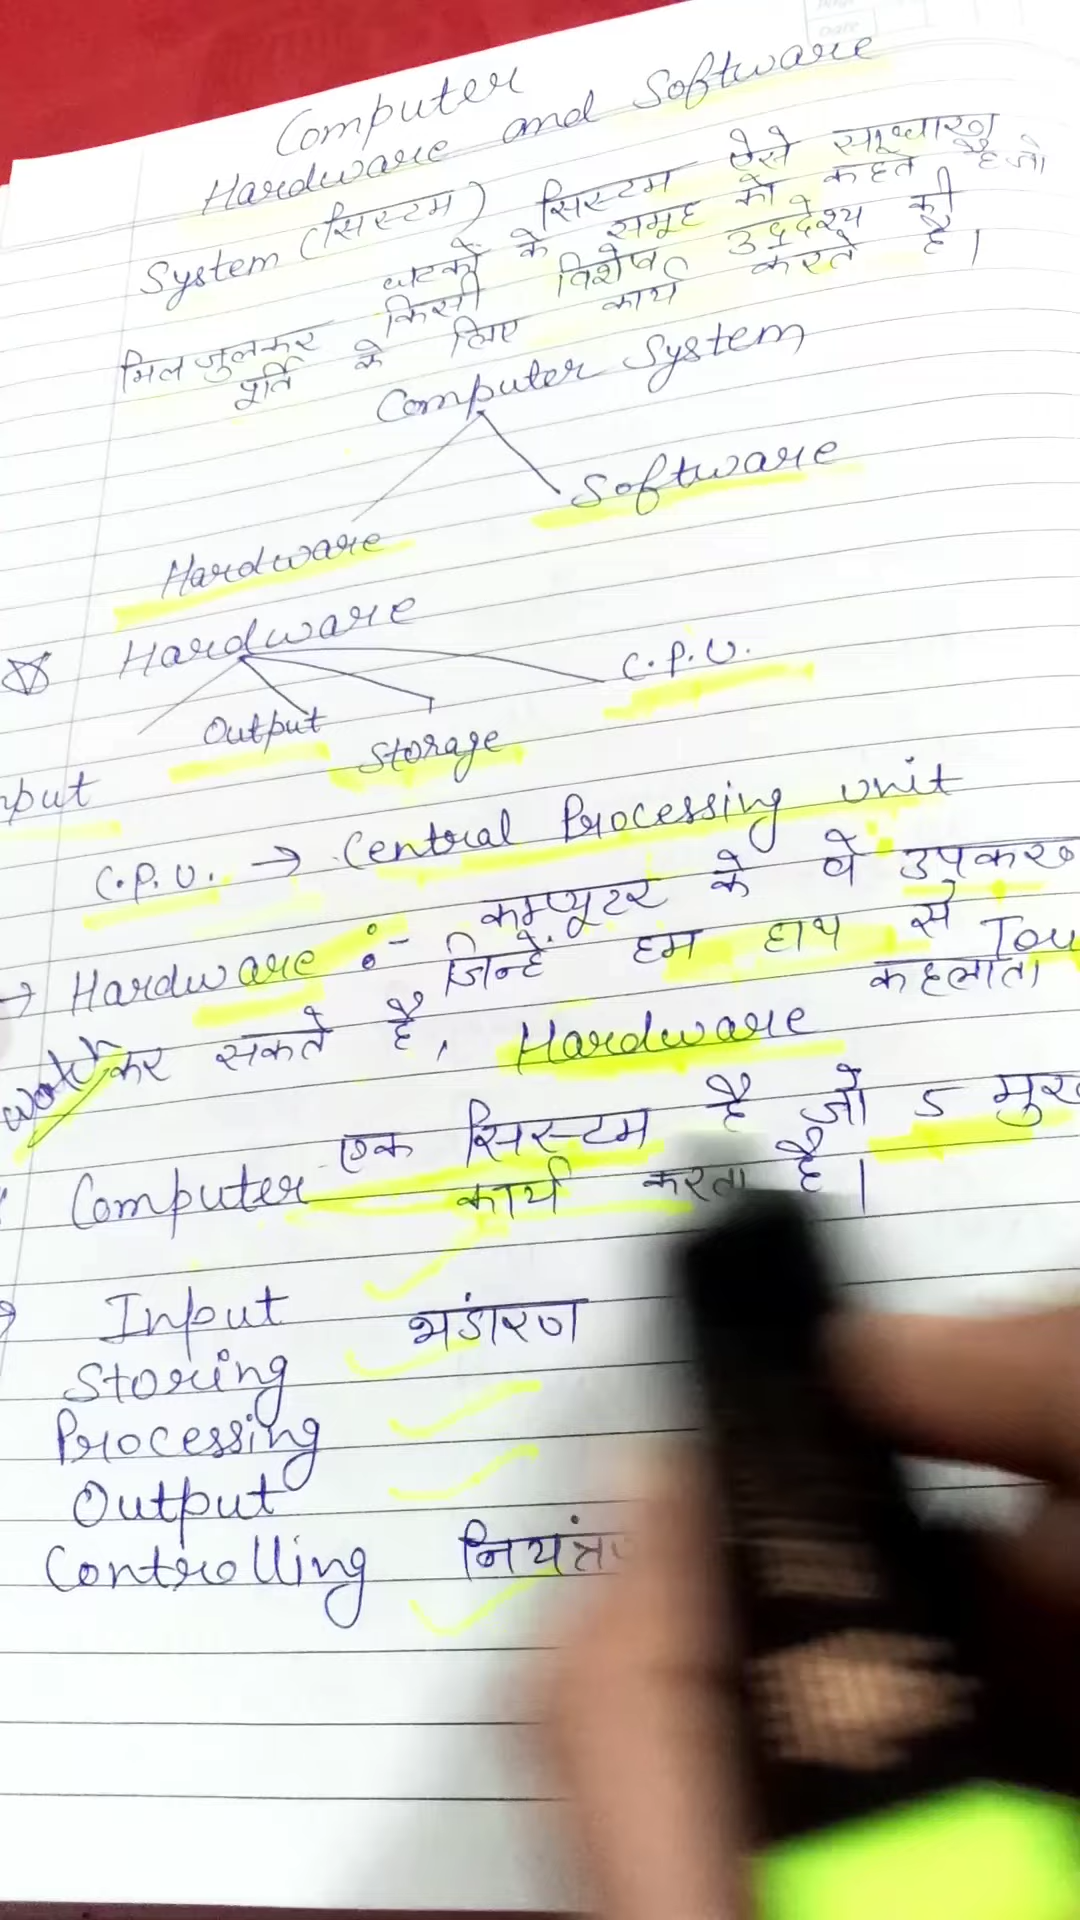 Computer
Hardware and Software
System (सिस्टम) सिस्टम ऐसे साधारन
घटकों के समूह को कहते है जो
मिल जुलकर किसी विशेष उद्देश्य की
पूर्ति के लिए कार्य करते है।
Computer System
Hardware Software
Hardware
Output Storage C.P.U.
nput
C.P.U. → Central Processing unit
→ Hardware :- कम्प्यूटर के वे उपकरण
जिन्हें हम हाथ से Tou
कर सकते है, Hardware कहलाता
Computer एक सिस्टम है जो 5 मुख
कार्य करता है।
Input
Storing भंडारण
Processing
Output
Controlling नियंत्रण